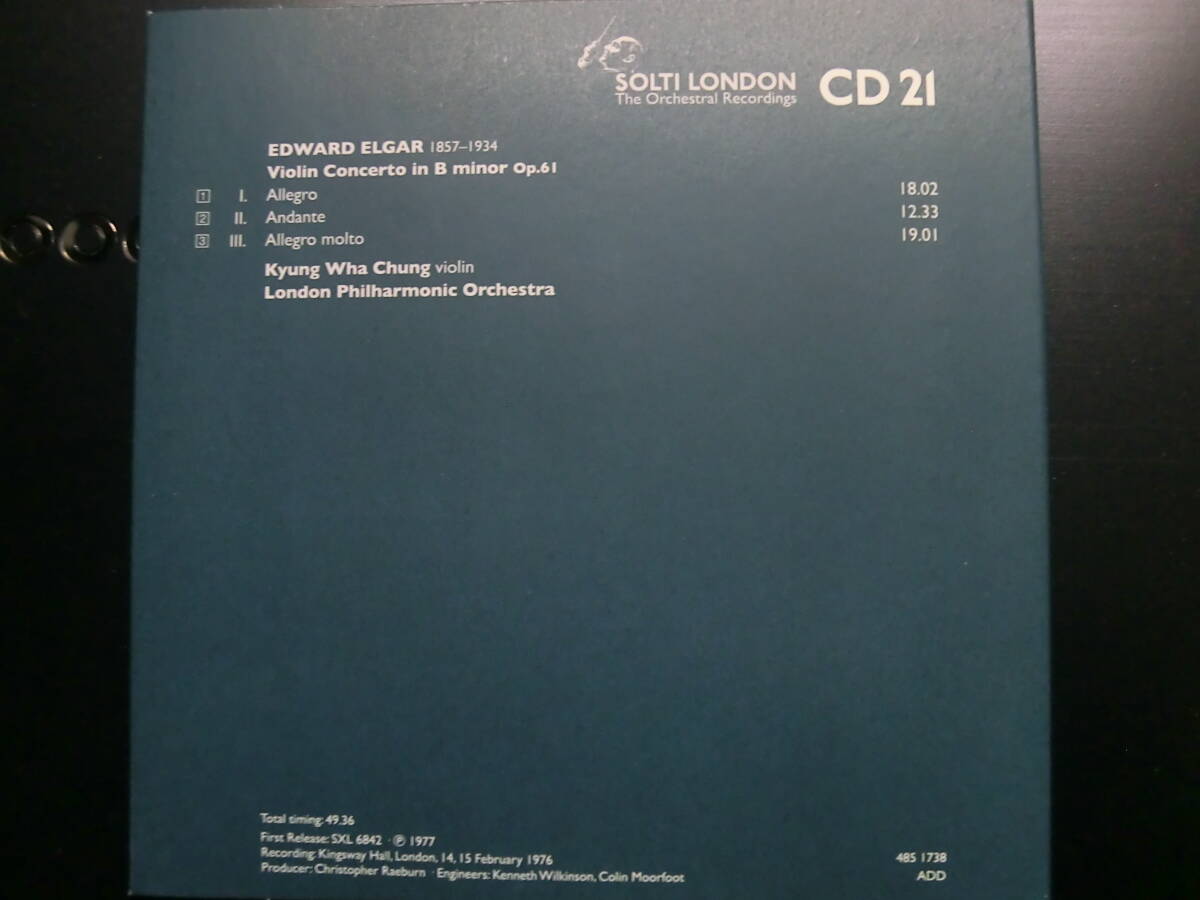 SOLTI LONDON CD 21
The Orchestral Recordings
EDWARD ELGAR 1857–1934
Violin Concerto in B minor Op.61
1 I. Allegro 18.02
2 II. Andante 12.33
3 III. Allegro molto 19.01
Kyung Wha Chung violin
London Philharmonic Orchestra
Total timing: 49.36
First Release: SXL 6842 · ℗ 1977
Recording: Kingsway Hall, London, 14, 15 February 1976
Producer: Christopher Raeburn · Engineers: Kenneth Wilkinson, Colin Moorfoot
485 1738
ADD